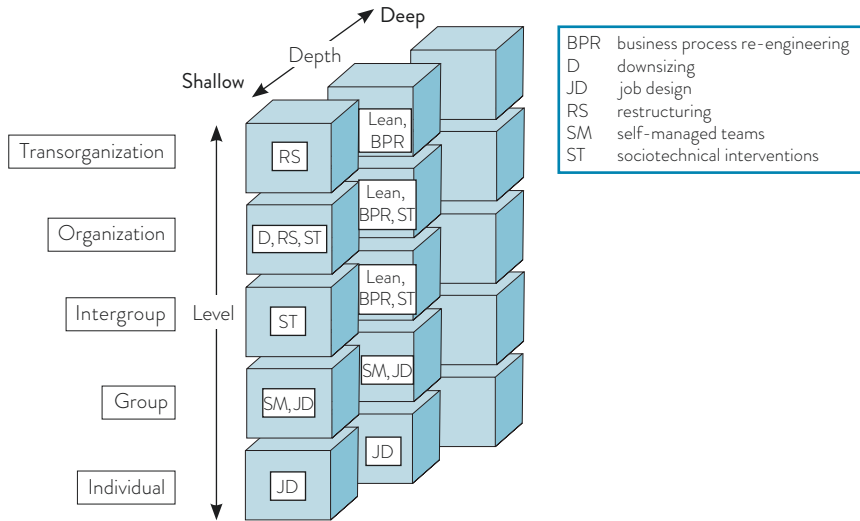 Deep
Depth
Shallow
Transorganization
Organization
Intergroup
Group
Individual
Level
RS
D, RS, ST
ST
SM, JD
JD
Lean,
BPR
Lean,
BPR, ST
Lean,
BPR, ST
SM, JD
JD
BPR business process re-engineering
D downsizing
JD job design
RS restructuring
SM self-managed teams
ST sociotechnical interventions